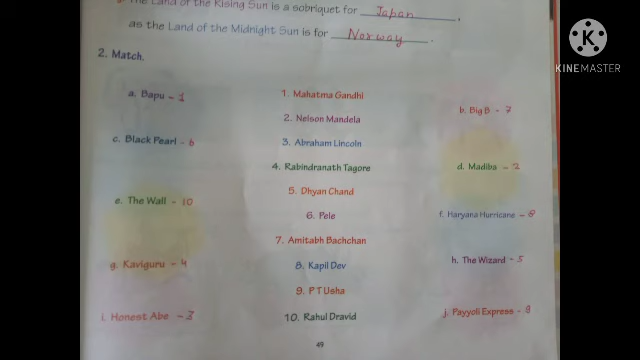 The Land of the Rising Sun is a sobriquet for Japan,
as the Land of the Midnight Sun is for Norway.
2. Match.
a. Bapu - 1
1. Mahatma Gandhi
b. Big B - 7
2. Nelson Mandela
c. Black Pearl - 6
3. Abraham Lincoln
4. Rabindranath Tagore
d. Madiba - 2
5. Dhyan Chand
e. The Wall - 10
6. Pele
f. Haryana Hurricane - 8
7. Amitabh Bachchan
g. Kaviguru - 4
8. Kapil Dev
h. The Wizard - 5
9. P T Usha
i. Honest Abe - 3
10. Rahul Dravid
j. Payyoli Express -
49
K
KINEMASTER